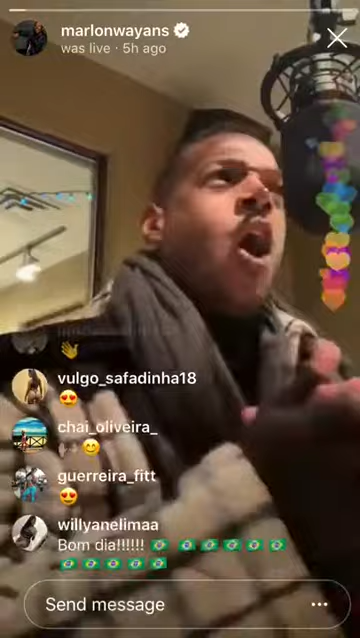 marlonwayans
was live · 5h ago
vulgo_safadinha18
😍
chai_oliveira_
😊
guerreira_fitt
😍
willyanelimaa
Bom dia!!!!!! 🇧🇷 🇧🇷 🇧🇷 🇧🇷 🇧🇷 🇧🇷
🇧🇷 🇧🇷 🇧🇷 🇧🇷 🇧🇷
Send message